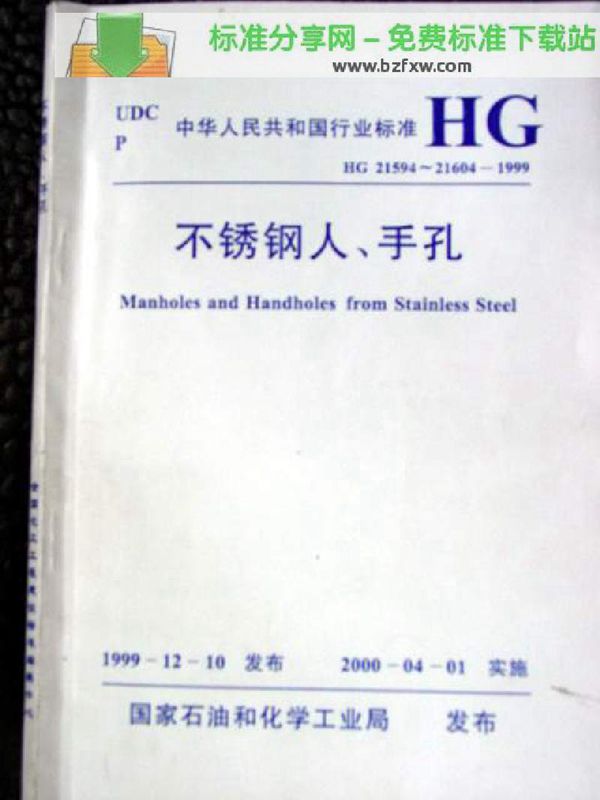 标准分享网 – 免费标准下载站
www.bzfxw.com
UDC
P
中华人民共和国行业标准
HG
HG 21594~21604-1999
不锈钢人、手孔
Manholes and Handholes from Stainless Steel
1999-12-10 发布 2000-04-01 实施
国家石油和化学工业局 发布